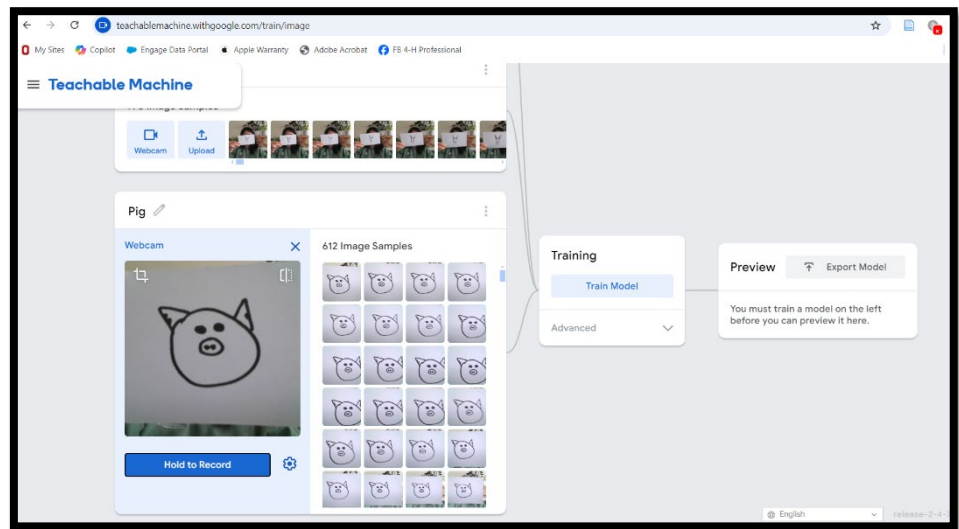 teachablemachine.withgoogle.com/train/image
My Sites Copilot Engage Data Portal Apple Warranty Adobe Acrobat FB 4-H Professional
Teachable Machine
Webcam Upload
Pig
Webcam
612 Image Samples
Hold to Record
Training
Train Model
Advanced
Preview Export Model
You must train a model on the left
before you can preview it here.
English